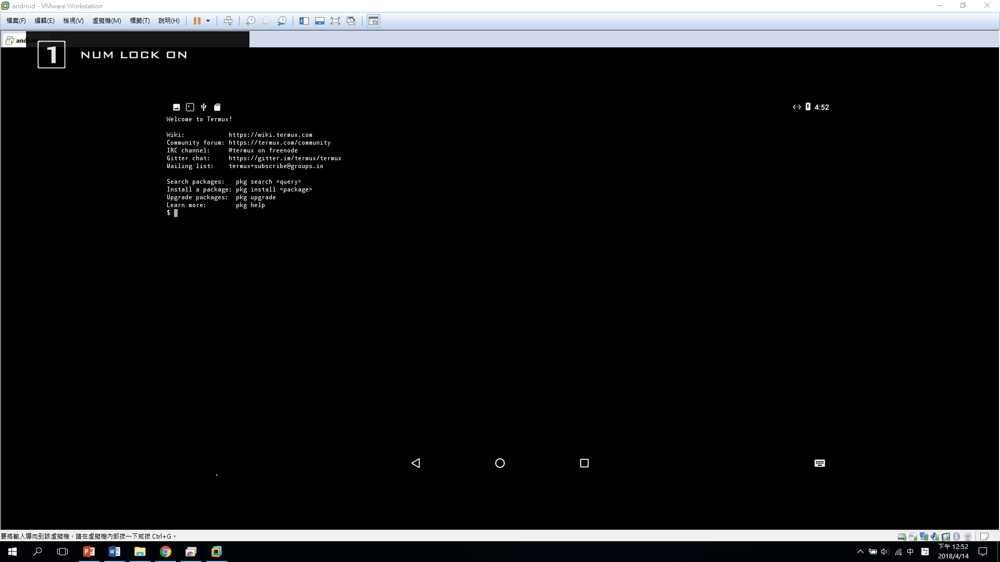 android - VMware Workstation
檔案(F) 編輯(E) 檢視(V) 虛擬機(M) 標籤(T) 說明(H)
android
1 NUM LOCK ON
4:52
Welcome to Termux!
Wiki: https://wiki.termux.com
Community forum: https://termux.com/community
IRC channel: #termux on freenode
Gitter chat: https://gitter.im/termux/termux
Mailing list: termux+subscribe@groups.io
Search packages: pkg search <query>
Install a package: pkg install <package>
Upgrade packages: pkg upgrade
Learn more: pkg help
$
要將輸入導向到該虛擬機，請在虛擬機內部按一下或按 Ctrl+G。
中 ㄅ
下午 12:52
2018/4/14